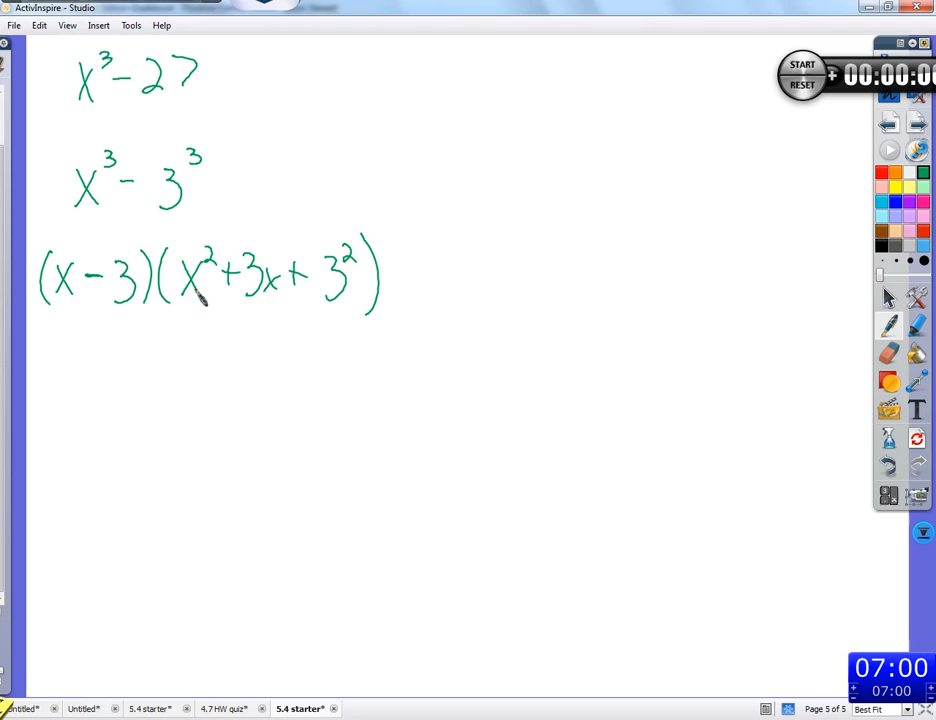 ActivInspire - Studio
File Edit View Insert Tools Help
START
RESET
00:00:0
x³ - 27
x³ - 3³
(x - 3)(x² + 3x + 3²)
07:00
07:00
ntitled* Untitled* 5.4 starter* 4.7 HW quiz* 5.4 starter*
Page 5 of 5 Best Fit